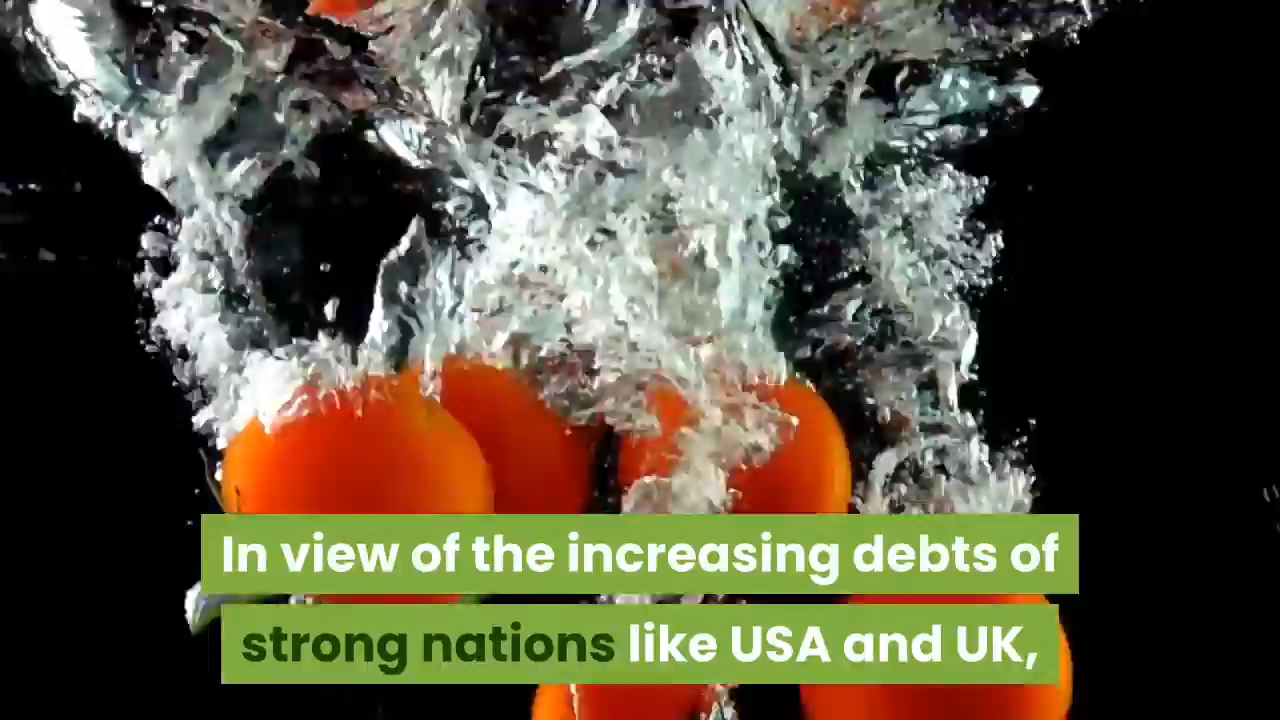 In view of the increasing debts of
strong nations like USA and UK,